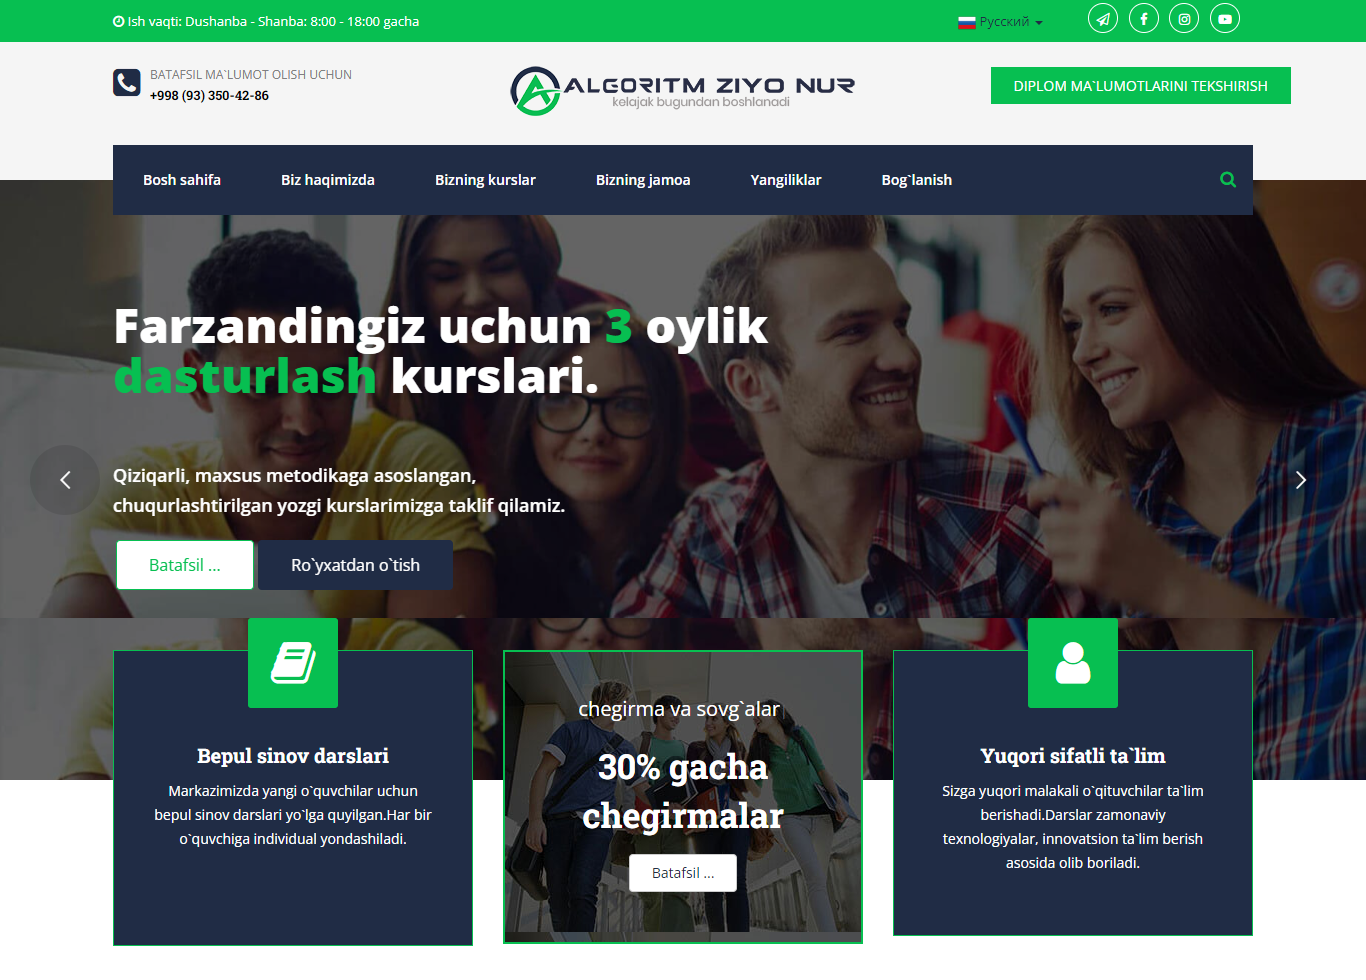 Ish vaqti: Dushanba - Shanba: 8:00 - 18:00 gacha
Русский
BATAFSIL MA`LUMOT OLISH UCHUN
+998 (93) 350-42-86
ALGORITM ZIYO NUR
kelajak bugundan boshlanadi
DIPLOM MA`LUMOTLARINI TEKSHIRISH
Bosh sahifa
Biz haqimizda
Bizning kurslar
Bizning jamoa
Yangiliklar
Bog`lanish
Farzandingiz uchun 3 oylik
dasturlash kurslari.
Qiziqarli, maxsus metodikaga asoslangan,
chuqurlashtirilgan yozgi kurslarimizga taklif qilamiz.
Batafsil ...
Ro`yxatdan o`tish
Bepul sinov darslari
Markazimizda yangi o`quvchilar uchun
bepul sinov darslari yo`lga quyilgan.Har bir
o`quvchiga individual yondashiladi.
chegirma va sovg`alar
30% gacha
chegirmalar
Batafsil ...
Yuqori sifatli ta`lim
Sizga yuqori malakali o`qituvchilar ta`lim
berishadi.Darslar zamonaviy
texnologiyalar, innovatsion ta`lim berish
asosida olib boriladi.